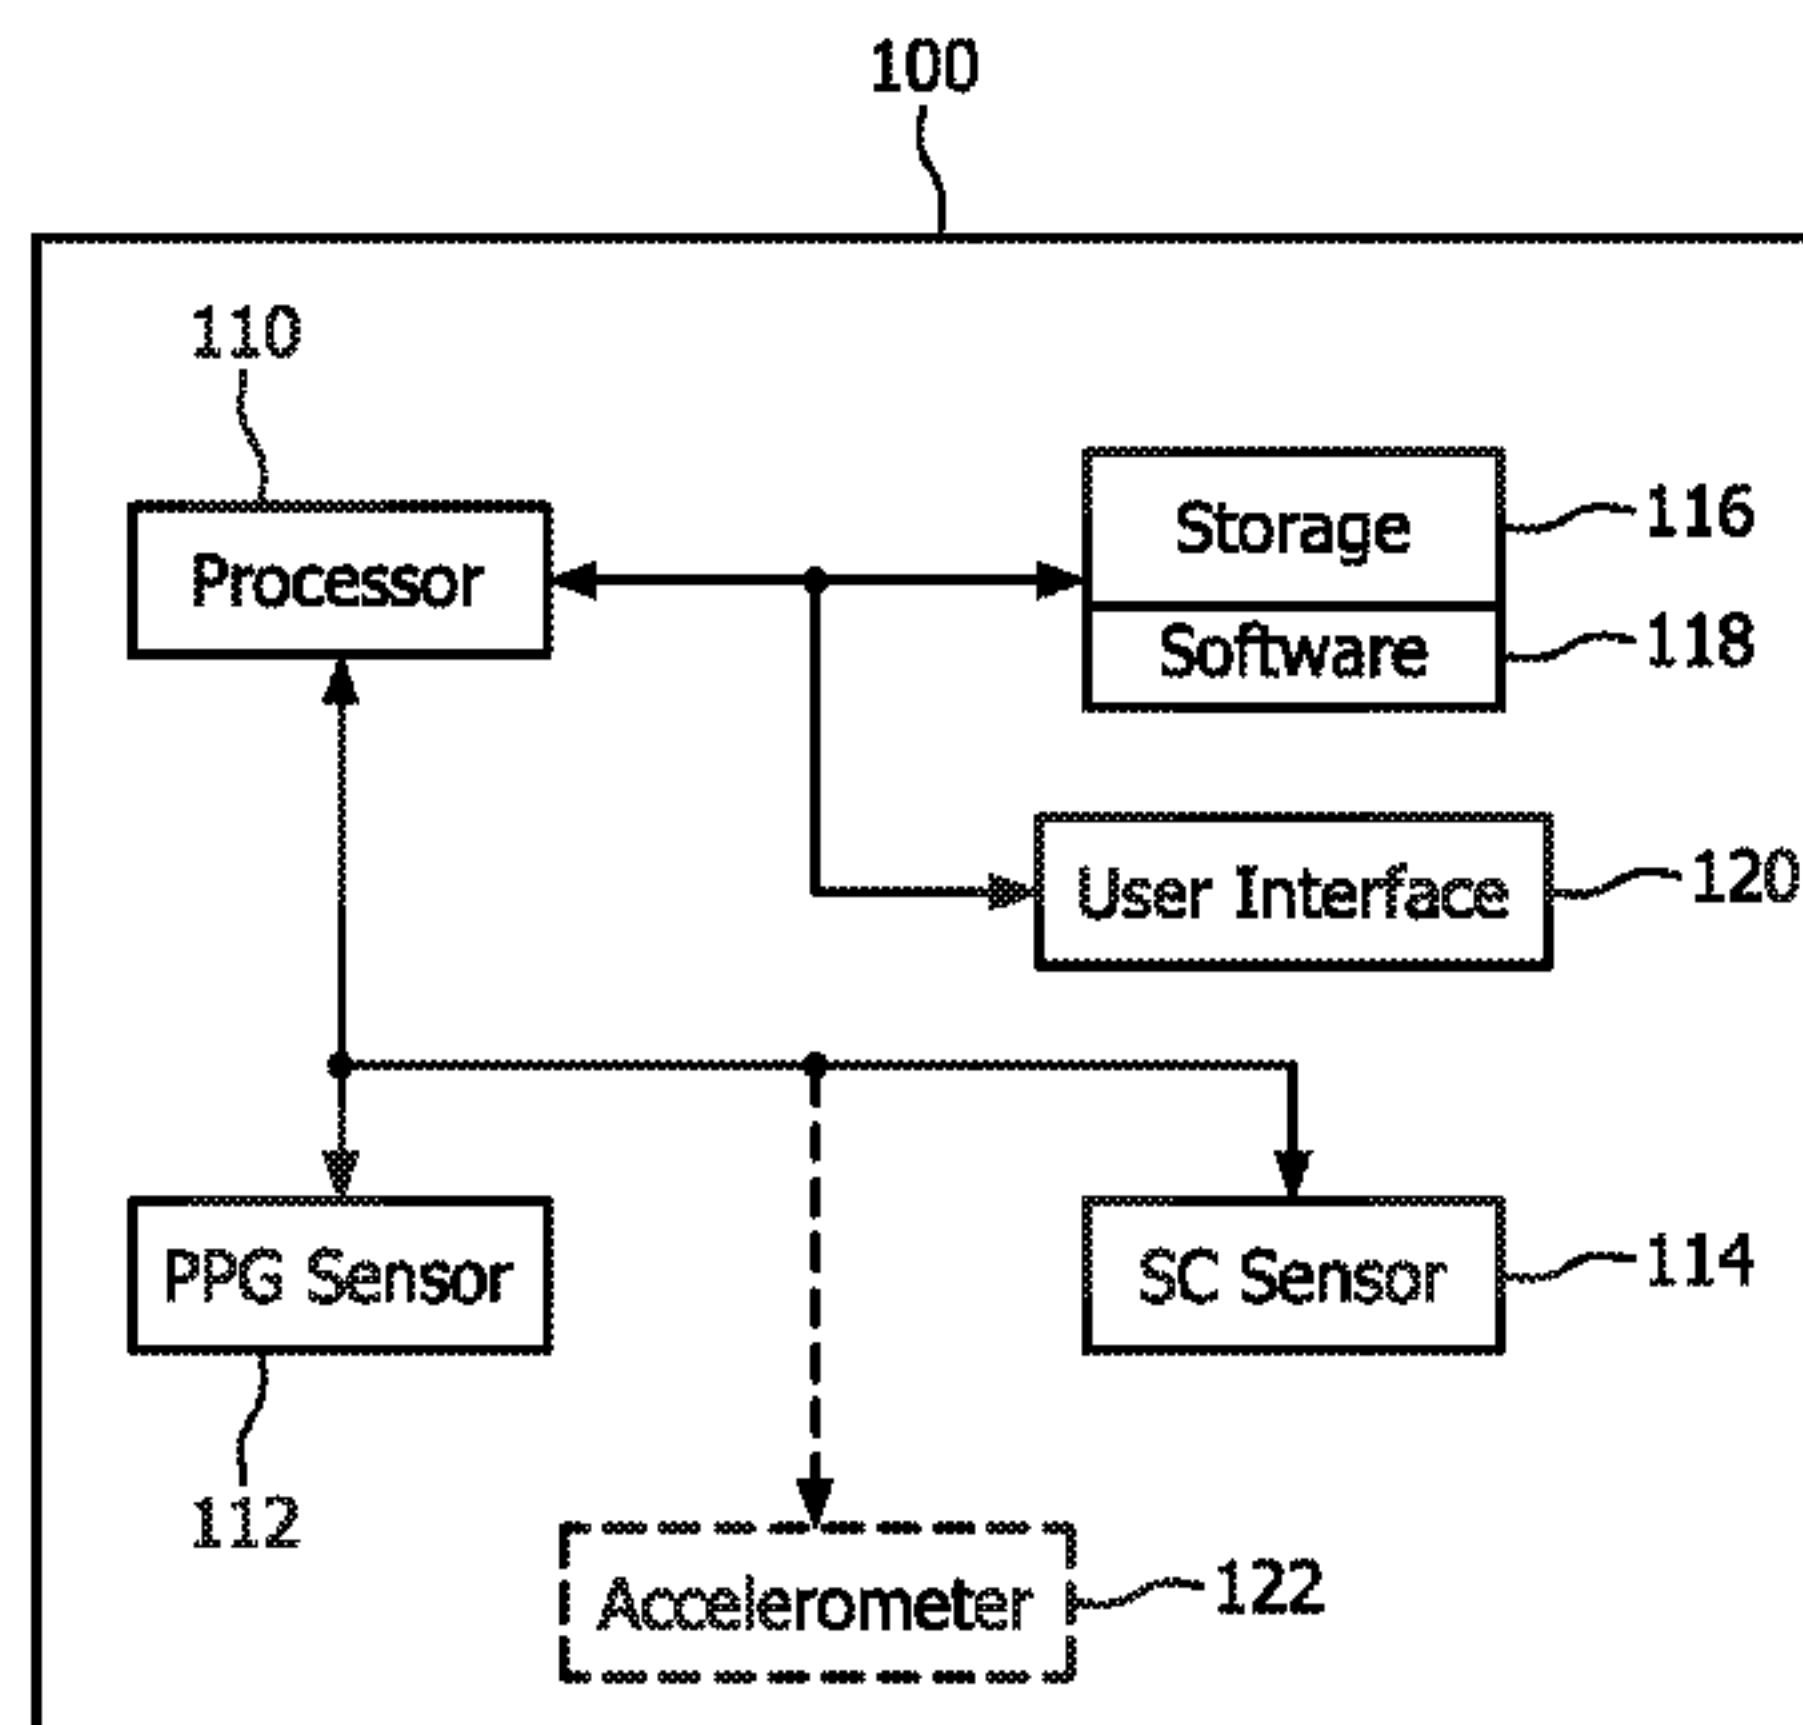 100
110
Processor
Storage
116
Software
118
User Interface
120
PPG Sensor
112
SC Sensor
114
Accelerometer
122